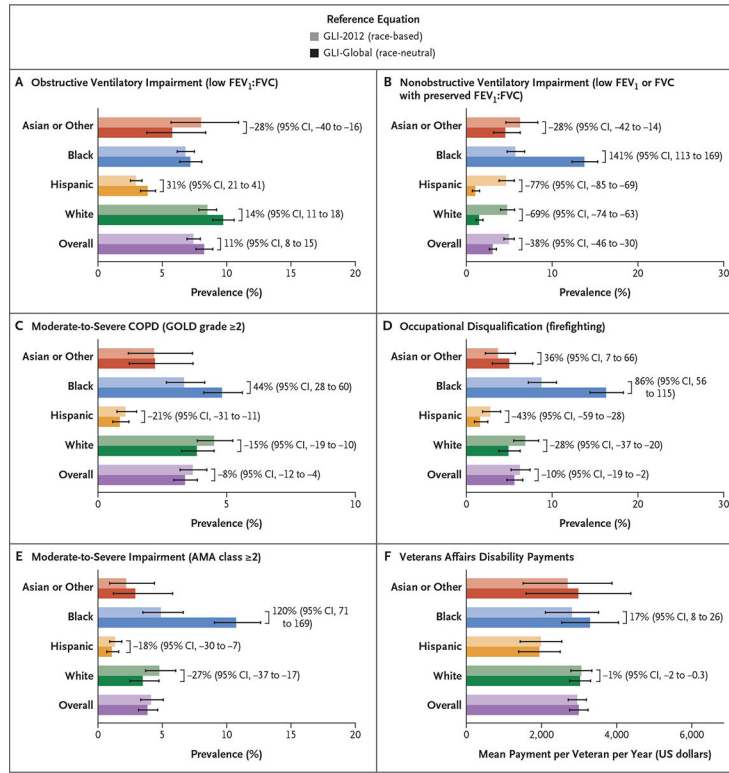 Reference Equation
GLI-2012 (race-based)
GLI-Global (race-neutral)
A Obstructive Ventilatory Impairment (low FEV₁:FVC)
Asian or Other
–28% (95% CI, –40 to –16)
Black
Hispanic
31% (95% CI, 21 to 41)
White
14% (95% CI, 11 to 18)
Overall
11% (95% CI, 8 to 15)
0 5 10 15 20
Prevalence (%)
B Nonobstructive Ventilatory Impairment (low FEV₁ or FVC
with preserved FEV₁:FVC)
Asian or Other
–28% (95% CI, –42 to –14)
Black
141% (95% CI, 113 to 169)
Hispanic
–77% (95% CI, –85 to –69)
White
–69% (95% CI, –74 to –63)
Overall
–38% (95% CI, –46 to –30)
0 10 20 30
Prevalence (%)
C Moderate-to-Severe COPD (GOLD grade ≥2)
Asian or Other
Black
44% (95% CI, 28 to 60)
Hispanic
–21% (95% CI, –31 to –11)
White
–15% (95% CI, –19 to –10)
Overall
–8% (95% CI, –12 to –4)
0 5 10
Prevalence (%)
D Occupational Disqualification (firefighting)
Asian or Other
36% (95% CI, 7 to 66)
Black
86% (95% CI, 56
to 115)
Hispanic
–43% (95% CI, –59 to –28)
White
–28% (95% CI, –37 to –20)
Overall
–10% (95% CI, –19 to –2)
0 10 20 30
Prevalence (%)
E Moderate-to-Severe Impairment (AMA class ≥2)
Asian or Other
Black
120% (95% CI, 71
to 169)
Hispanic
–18% (95% CI, –30 to –7)
White
–27% (95% CI, –37 to –17)
Overall
0 5 10 15 20
Prevalence (%)
F Veterans Affairs Disability Payments
Asian or Other
Black
17% (95% CI, 8 to 26)
Hispanic
White
–1% (95% CI, –2 to –0.3)
Overall
0 2,000 4,000 6,000
Mean Payment per Veteran per Year (US dollars)